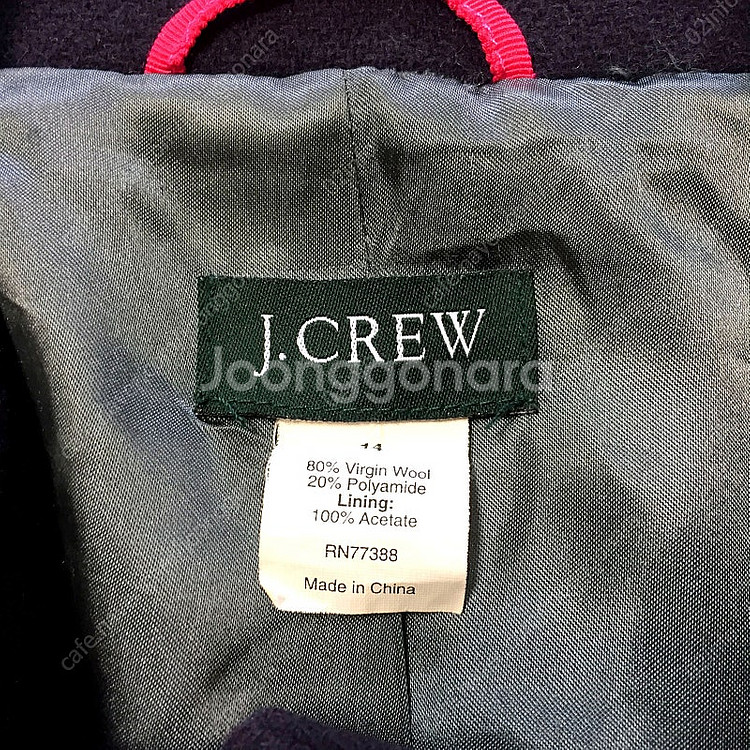 J.CREW
Joonggonara
14
80% Virgin Wool
20% Polyamide
Lining:
100% Acetate
RN77388
Made in China